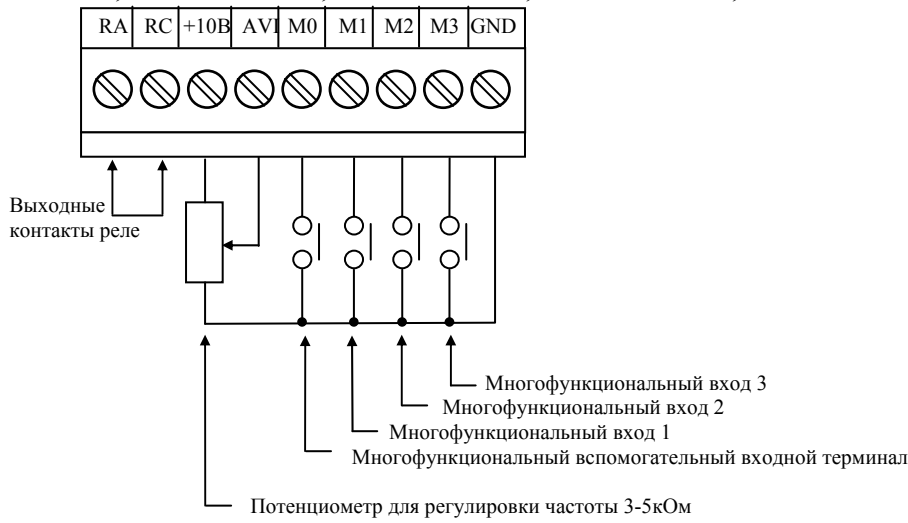 RA RC +10В AVI M0 M1 M2 M3 GND
Выходные
контакты реле
Многофункциональный вход 3
Многофункциональный вход 2
Многофункциональный вход 1
Многофункциональный вспомогательный входной терминал
Потенциометр для регулировки частоты 3-5кОм